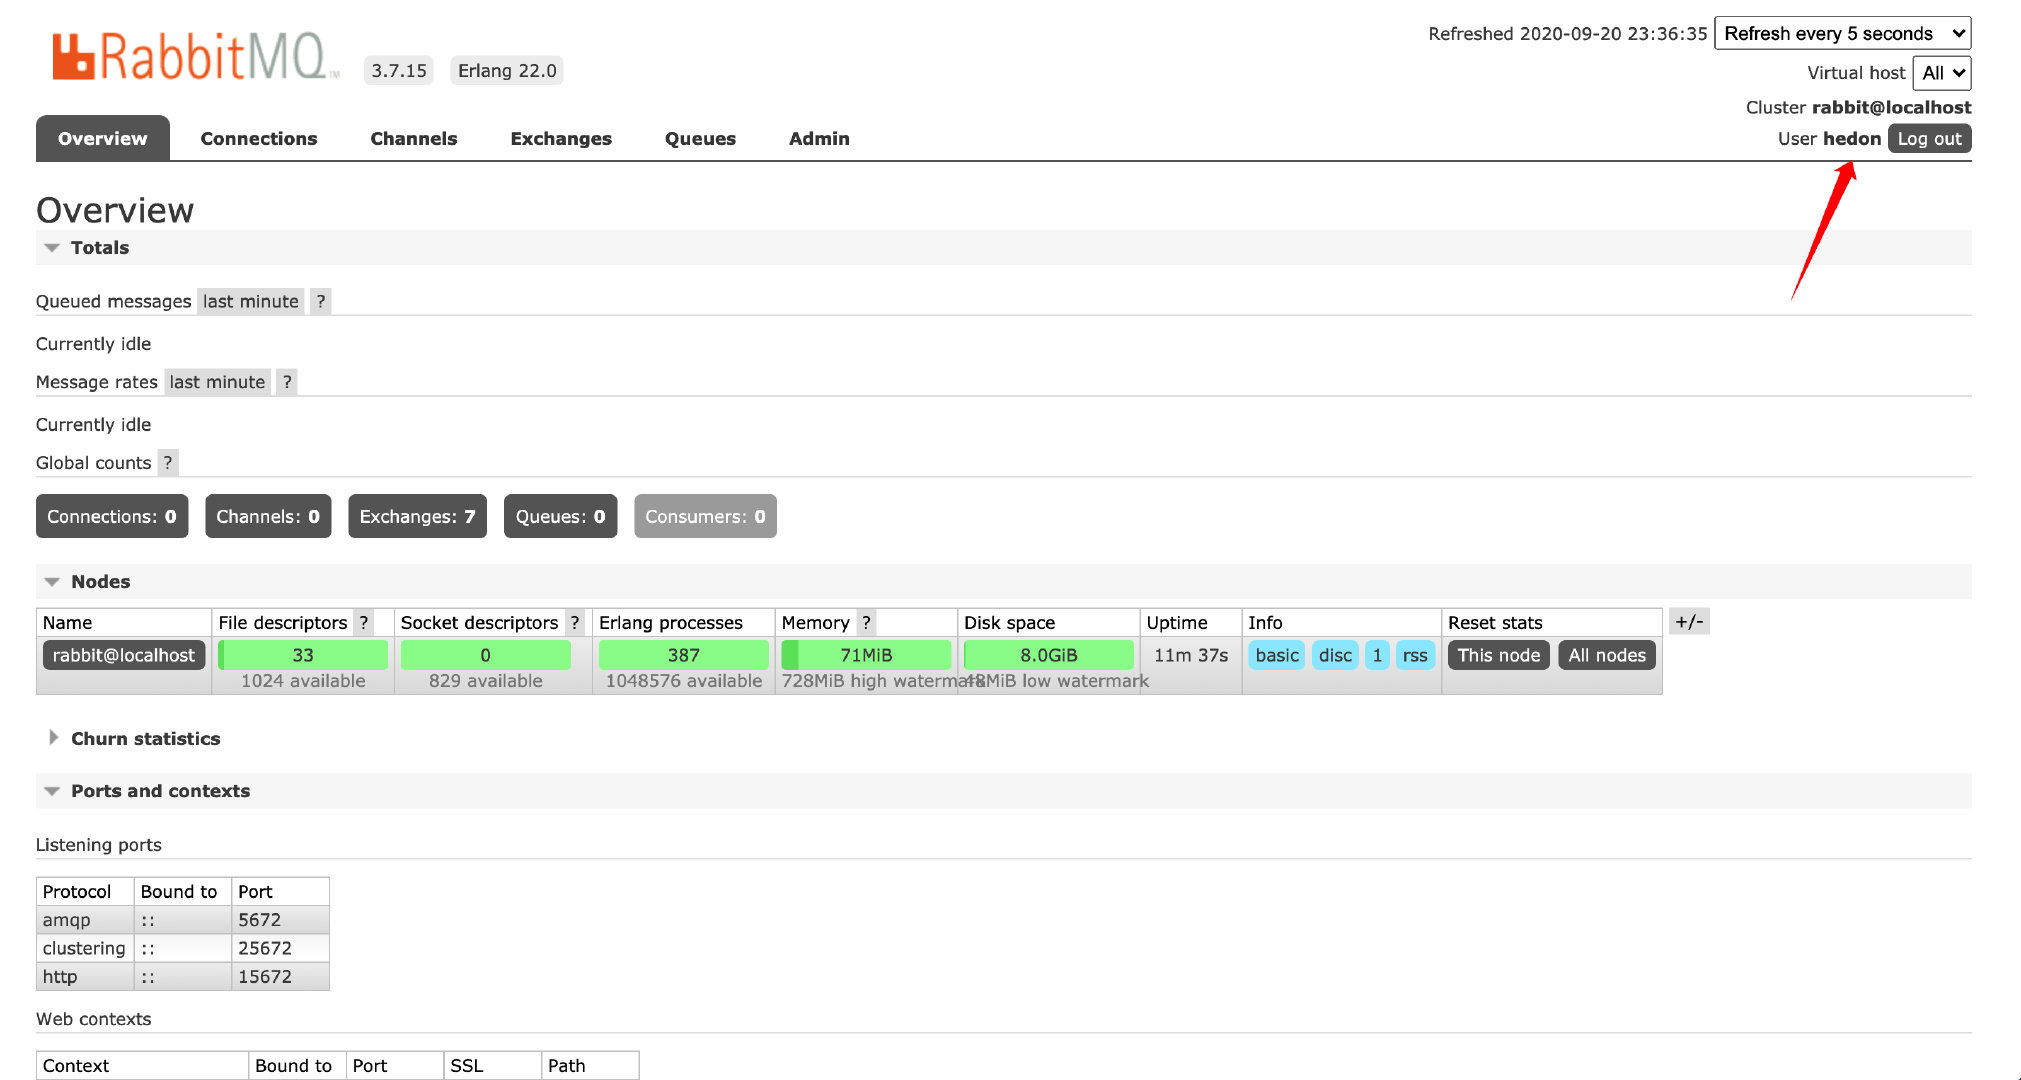 RabbitMQ™ 3.7.15 Erlang 22.0
Refreshed 2020-09-20 23:36:35 Refresh every 5 seconds
Virtual host All
Cluster rabbit@localhost
User hedon Log out
Overview Connections Channels Exchanges Queues Admin
Overview
Totals
Queued messages last minute ?
Currently idle
Message rates last minute ?
Currently idle
Global counts ?
Connections: 0 Channels: 0 Exchanges: 7 Queues: 0 Consumers: 0
Nodes
Name File descriptors ? Socket descriptors ? Erlang processes Memory ? Disk space Uptime Info Reset stats +/-
rabbit@localhost 33 0 387 71MiB 8.0GiB 11m 37s basic disc 1 rss This node All nodes
1024 available 829 available 1048576 available 728MiB high watermark 48MiB low watermark
Churn statistics
Ports and contexts
Listening ports
Protocol Bound to Port
amqp :: 5672
clustering :: 25672
http :: 15672
Web contexts
Context Bound to Port SSL Path